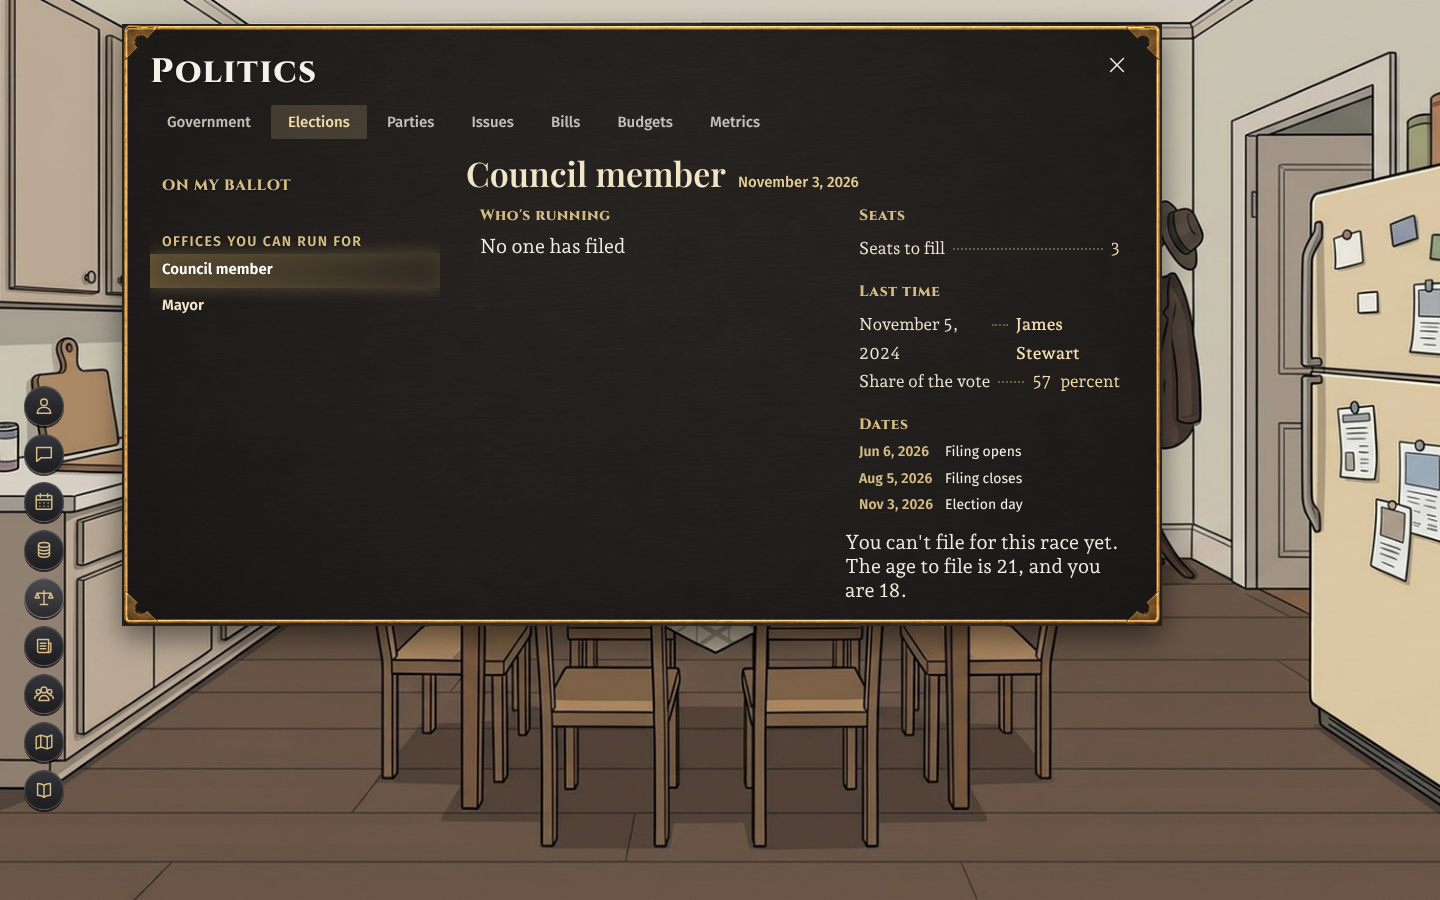 Politics
Government
Elections
Parties
Issues
Bills
Budgets
Metrics
On my ballot
OFFICES YOU CAN RUN FOR
Council member
Mayor
Council member November 3, 2026
Who's running
No one has filed
Seats
Seats to fill 3
Last time
November 5, 2024 James Stewart
Share of the vote 57 percent
Dates
Jun 6, 2026 Filing opens
Aug 5, 2026 Filing closes
Nov 3, 2026 Election day
You can't file for this race yet.
The age to file is 21, and you
are 18.